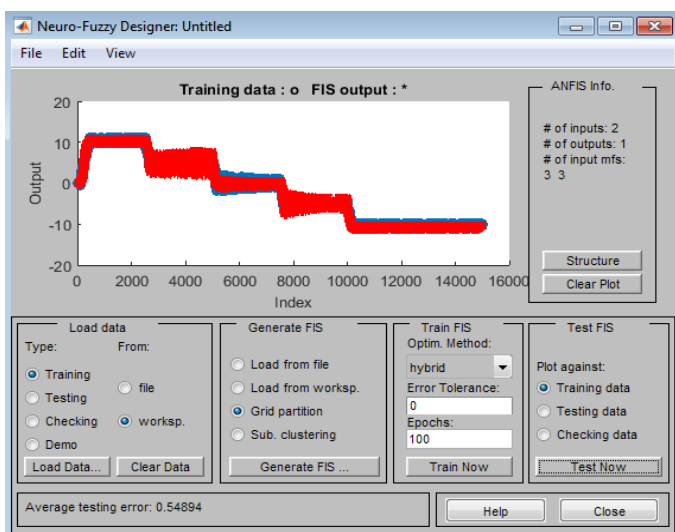 Neuro-Fuzzy Designer: Untitled
File Edit View
Training data : o FIS output : *
20
10
0
-10
-20
Output
0 2000 4000 6000 8000 10000 12000 14000 16000
Index
ANFIS Info.
# of inputs: 2
# of outputs: 1
# of input mfs:
3 3
Structure
Clear Plot
Load data
Type: From:
Training
Testing
Checking
Demo
file
worksp.
Load Data... Clear Data
Generate FIS
Load from file
Load from worksp.
Grid partition
Sub. clustering
Generate FIS ...
Train FIS
Optim. Method:
hybrid
Error Tolerance:
0
Epochs:
100
Train Now
Test FIS
Plot against:
Training data
Testing data
Checking data
Test Now
Average testing error: 0.54894
Help Close